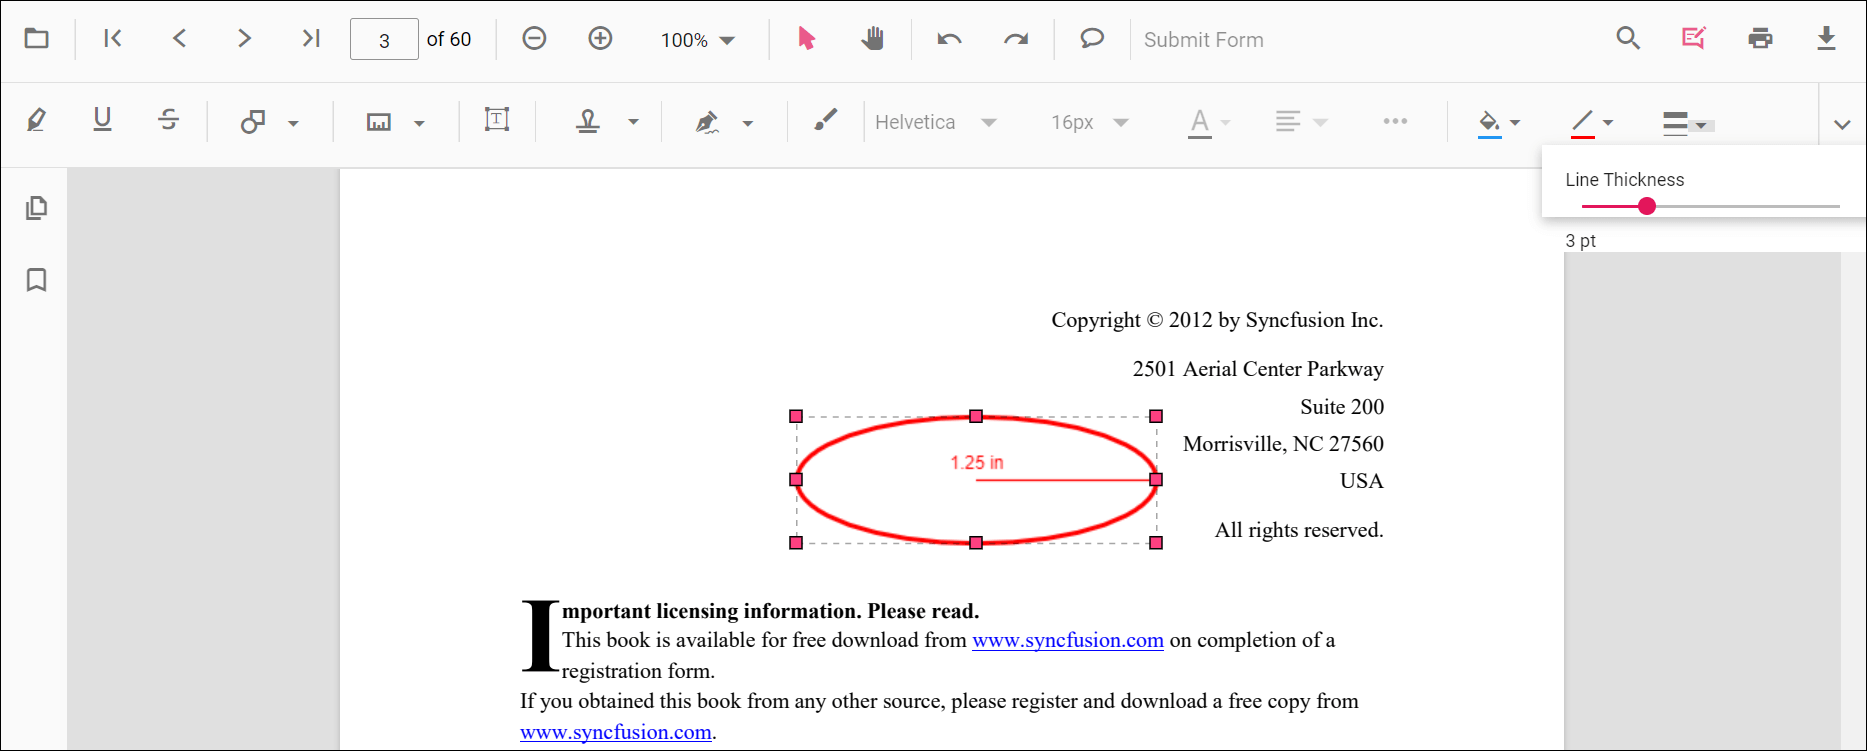 3 of 60 100% Submit Form
U S T Helvetica 16px A
Line Thickness
3 pt
Copyright © 2012 by Syncfusion Inc.
2501 Aerial Center Parkway
Suite 200
Morrisville, NC 27560
1.25 in
USA
All rights reserved.
Important licensing information. Please read.
This book is available for free download from www.syncfusion.com on completion of a
registration form.
If you obtained this book from any other source, please register and download a free copy from
www.syncfusion.com.